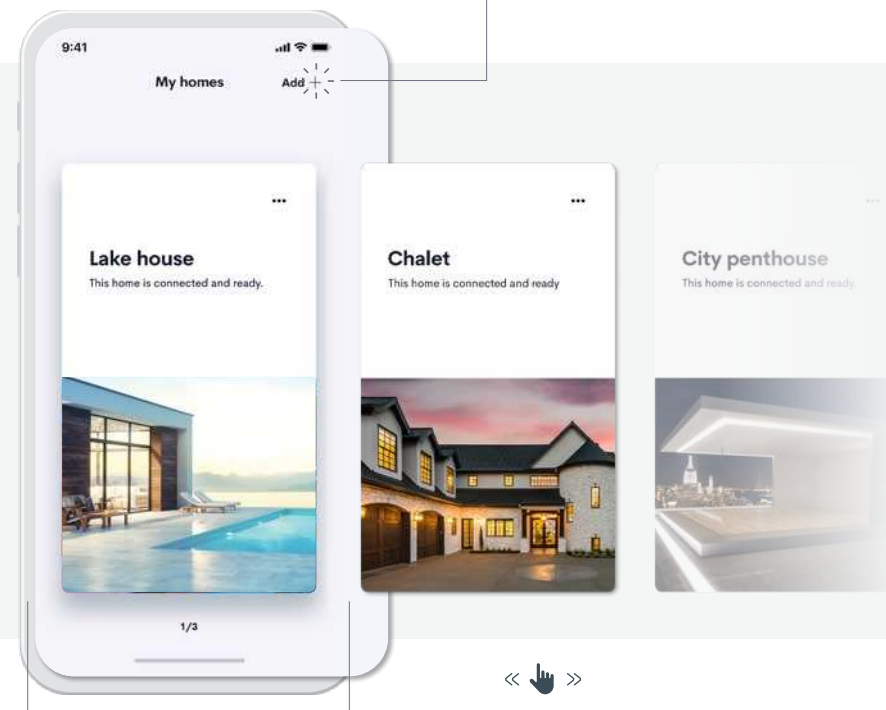 9:41
My homes
Add
Lake house
This home is connected and ready.
Chalet
This home is connected and ready
City penthouse
This home is connected and ready.
1/3